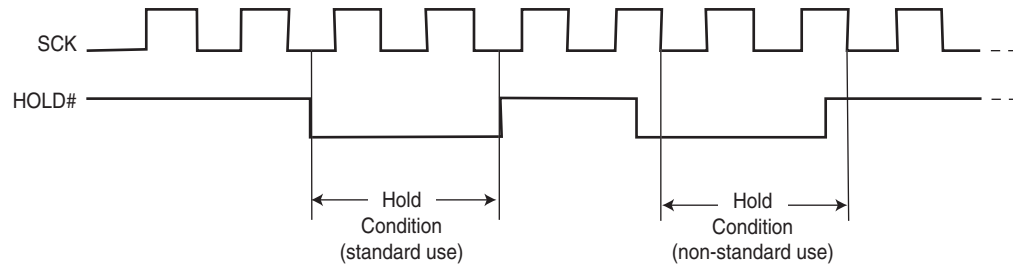 SCK
HOLD#
Hold
Condition
(standard use)
Hold
Condition
(non-standard use)